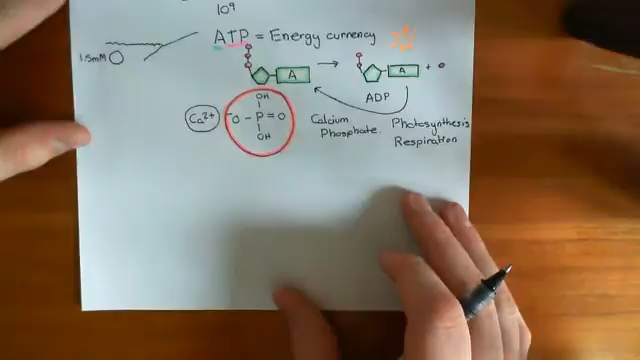 10⁹
ATP = Energy currency
1.5mM
A
A
+
ADP
OH
Ca²⁺
⁻O - P = O
OH
Calcium
Phosphate.
Photosynthesis
Respiration